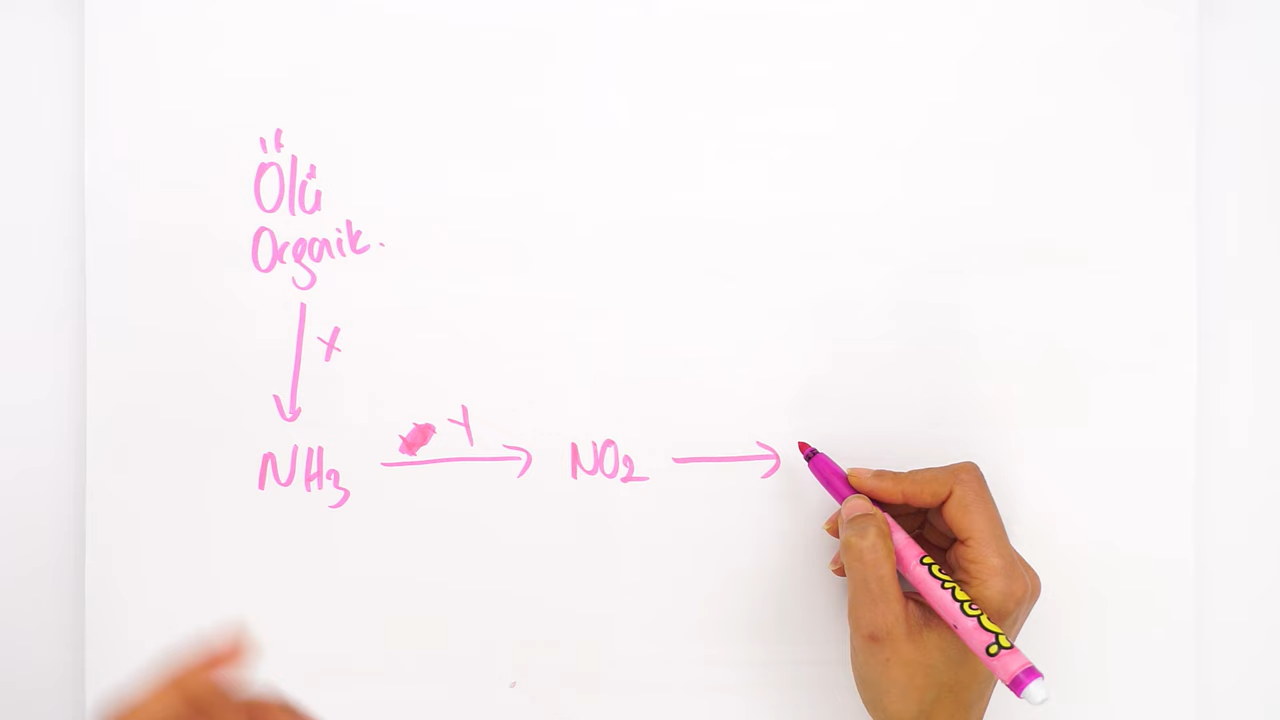 Ölü
Organik.
X
Y
NH3 → NO2 →